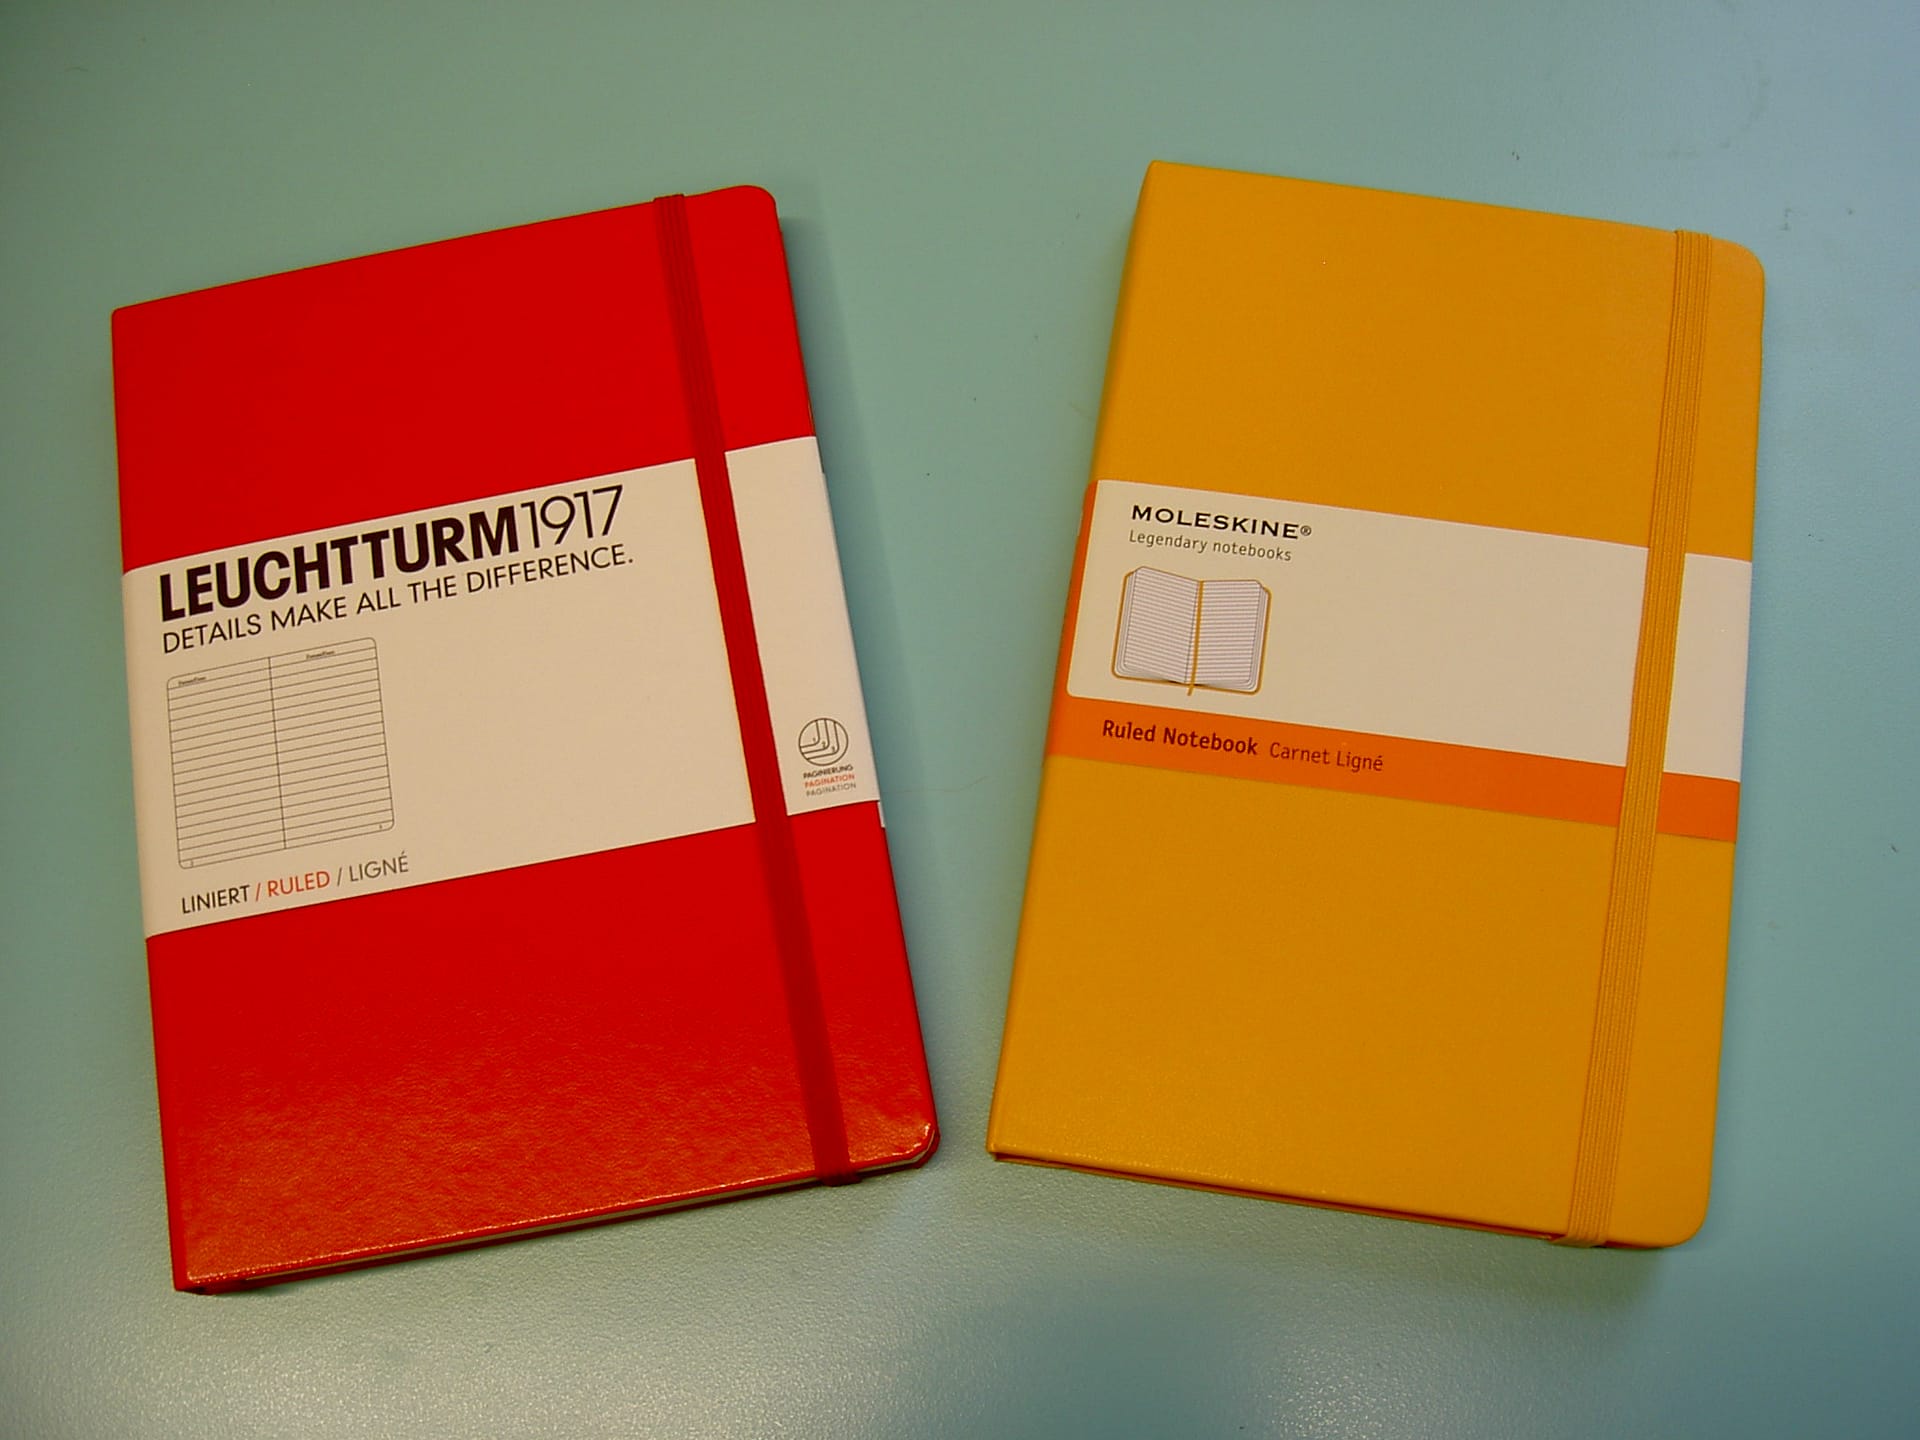 LEUCHTTURM1917
DETAILS MAKE ALL THE DIFFERENCE.
LINIERT / RULED / LIGNÉ
PAGINIERUNG
PAGINATION
PAGINATION
MOLESKINE®
Legendary notebooks
Ruled Notebook Carnet Ligné